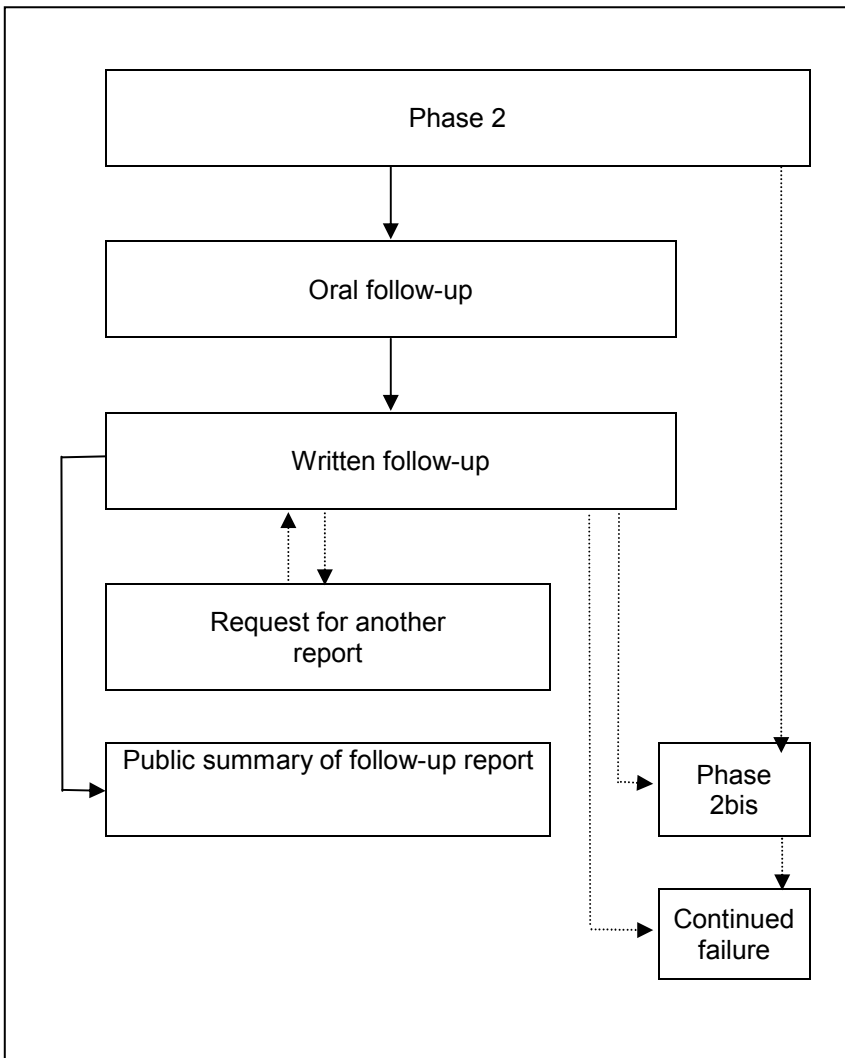 Phase 2
Oral follow-up
Written follow-up
Request for another
report
Public summary of follow-up report
Phase
2bis
Continued
failure